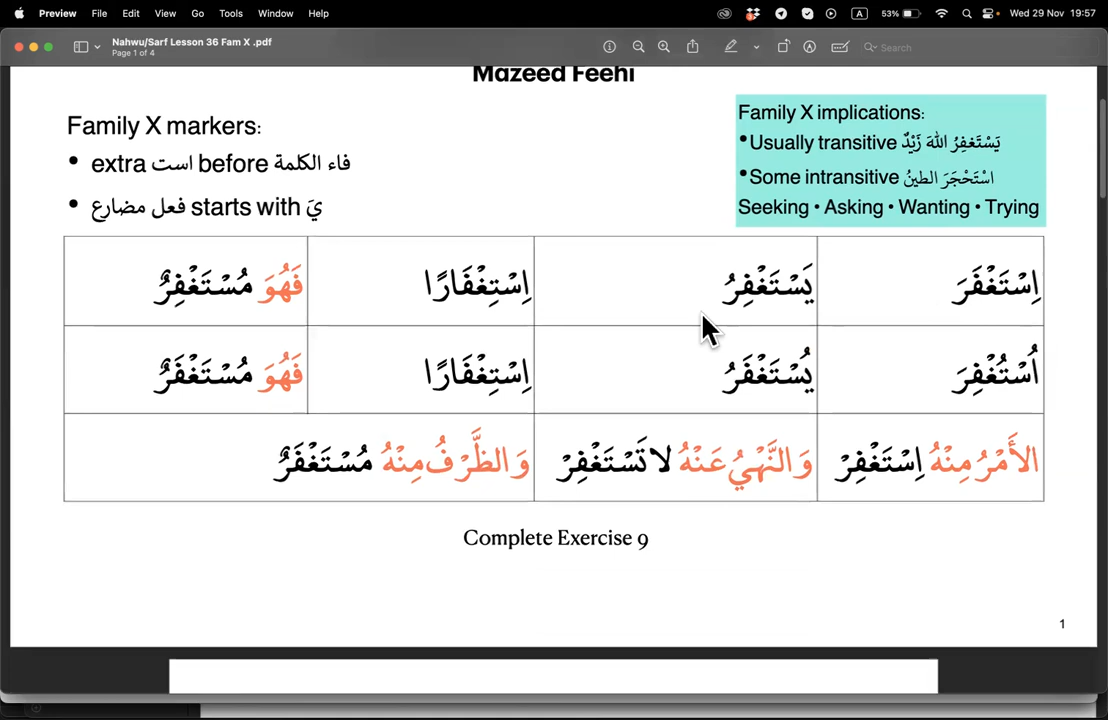 Preview File Edit View Go Tools Window Help A 53% Wed 29 Nov 19:57
Nahwu/Sarf Lesson 36 Fam X .pdf
Page 1 of 4
Search
Mazeed Feehi
Family X markers:
• extra است before فاء الكلمة
• فعل مضارع starts with يَ
Family X implications:
•Usually transitive يَسْتَغفِرُ اللهَ زَيْدٌ
•Some intransitive اسْتَحْجَرَ الطينُ
Seeking • Asking • Wanting • Trying
اِسْتَغْفَرَ يَسْتَغْفِرُ اِسْتِغْفَارًا فَهُوَ مُسْتَغْفِرٌ
اُسْتُغْفِرَ يُسْتَغْفَرُ اِسْتِغْفَارًا فَهُوَ مُسْتَغْفَرٌ
الأَمْرُ مِنْهُ اِسْتَغْفِرْ وَ النَّهْيُ عَنْهُ لا تَسْتَغْفِرْ وَ الظَّرْفُ مِنْهُ مُسْتَغْفَرٌ
Complete Exercise 9
1